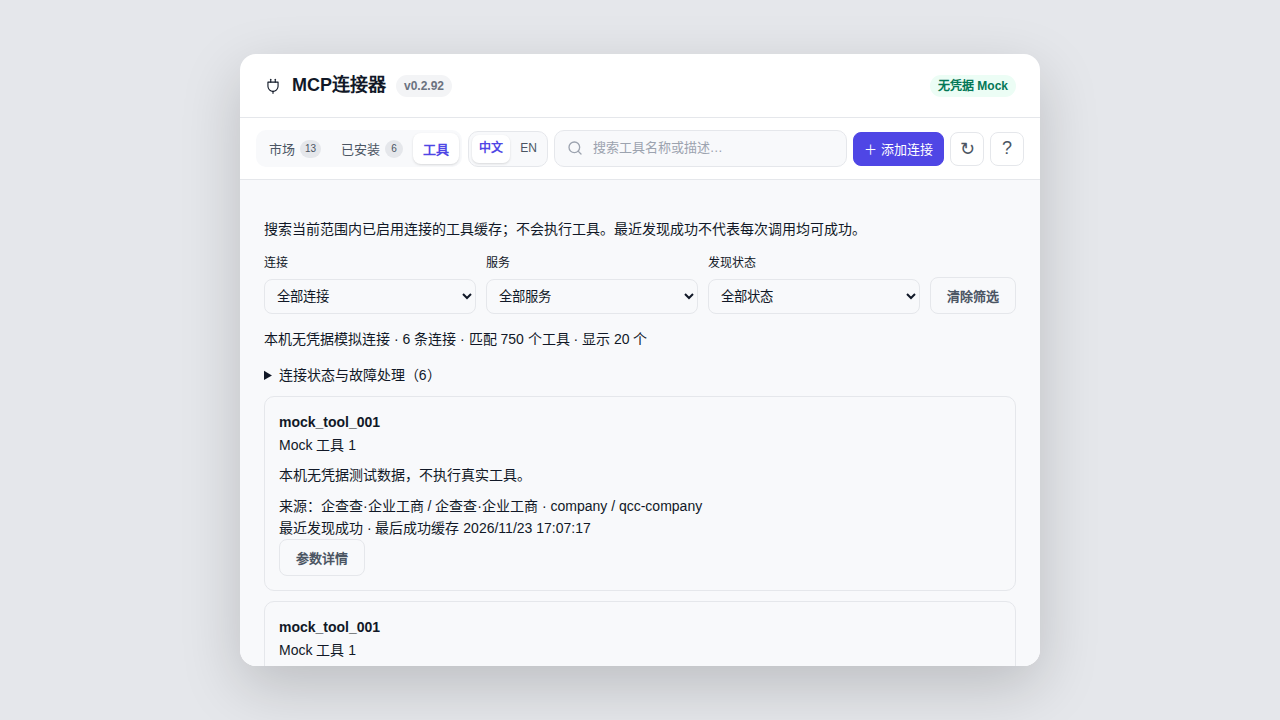 MCP连接器 v0.2.92 无凭据 Mock
市场 13 已安装 6 工具 中文 EN 搜索工具名称或描述… ＋ 添加连接 ↻ ?
搜索当前范围内已启用连接的工具缓存；不会执行工具。最近发现成功不代表每次调用均可成功。
连接 服务 发现状态
全部连接 全部服务 全部状态 清除筛选
本机无凭据模拟连接 · 6 条连接 · 匹配 750 个工具 · 显示 20 个
▶ 连接状态与故障处理（6）
mock_tool_001
Mock 工具 1
本机无凭据测试数据，不执行真实工具。
来源：企查查·企业工商 / 企查查·企业工商 · company / qcc-company
最近发现成功 · 最后成功缓存 2026/11/23 17:07:17
参数详情
mock_tool_001
Mock 工具 1